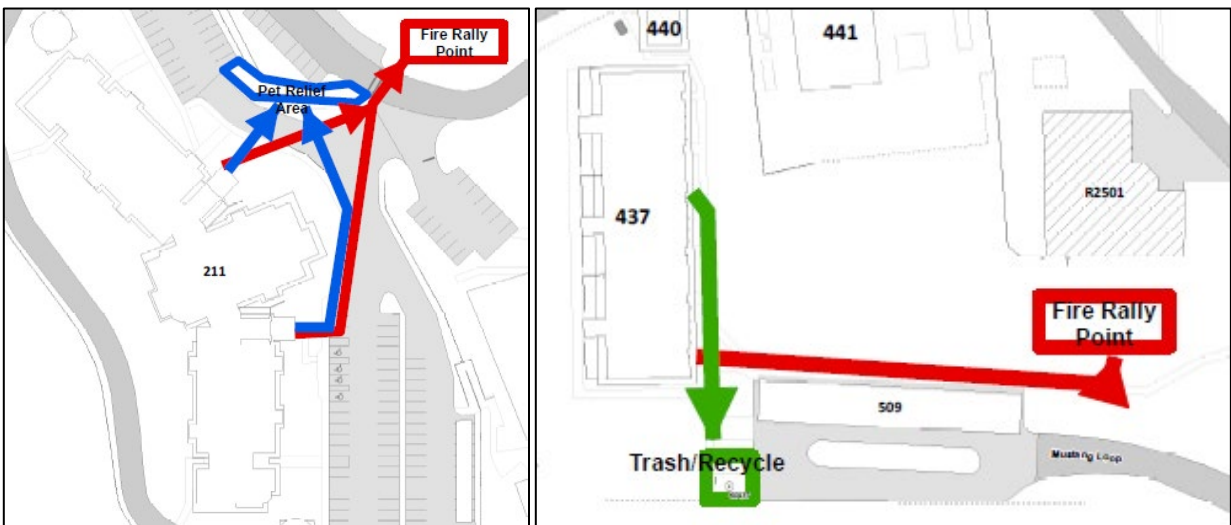 Fire Rally
Point
Pet Relief
Area
211
440
441
437
R2501
Fire Rally
Point
509
Mustang Loop
Trash/Recycle